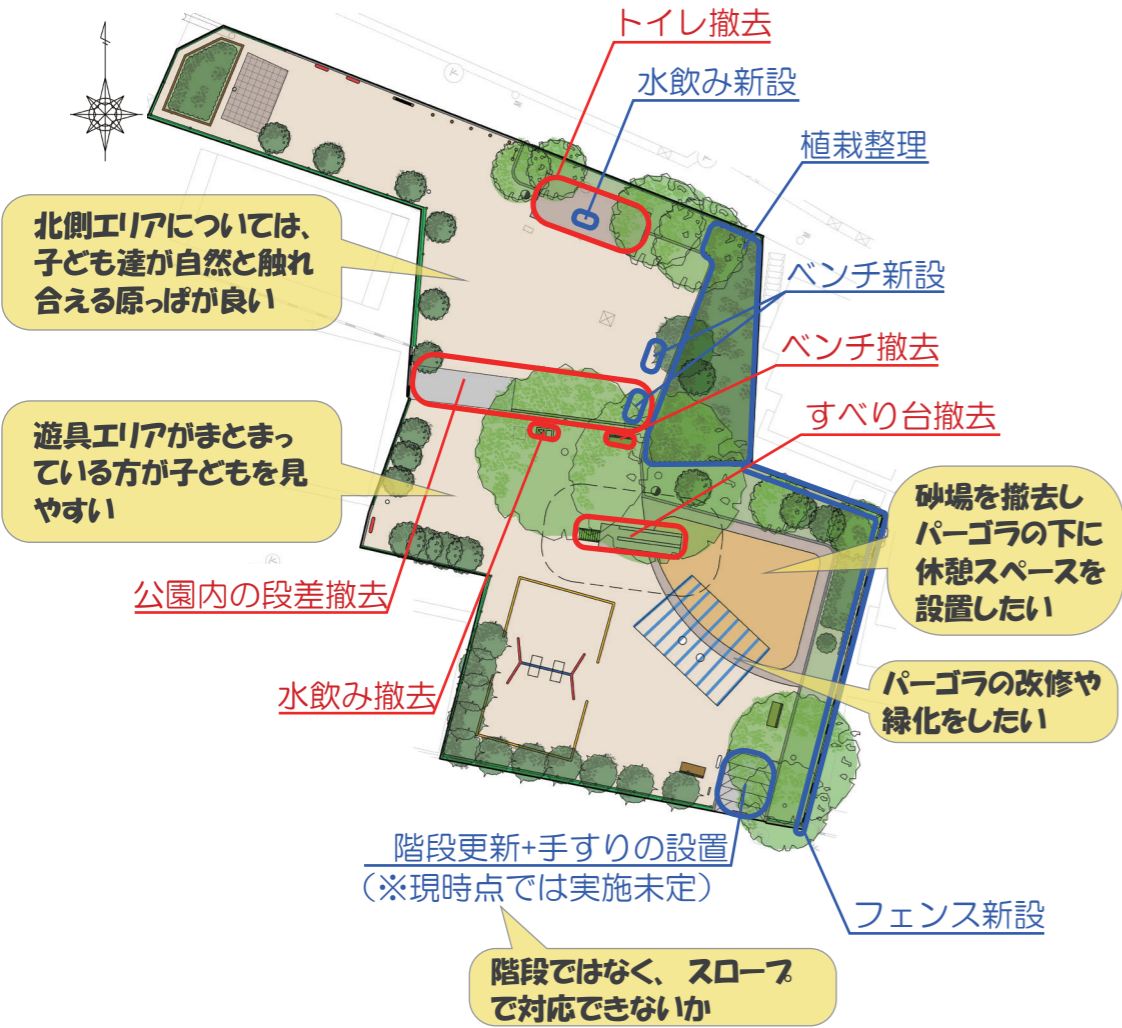 トイレ撤去
水飲み新設
植栽整理
北側エリアについては、
子ども達が自然と触れ
合える原っぱが良い
ベンチ新設
ベンチ撤去
遊具エリアがまとまっ
ている方が子どもを見
やすい
すべり台撤去
砂場を撤去し
パーゴラの下に
休憩スペースを
設置したい
公園内の段差撤去
水飲み撤去
パーゴラの改修や
緑化をしたい
階段更新+手すりの設置
（※現時点では実施未定）
フェンス新設
階段ではなく、スロープ
で対応できないか